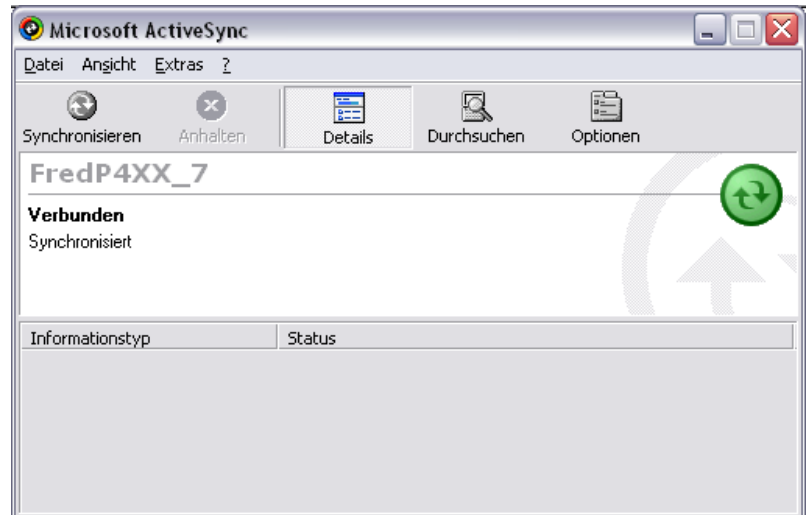 Microsoft ActiveSync
Datei Ansicht Extras ?
Synchronisieren Anhalten Details Durchsuchen Optionen
FredP4XX_7
Verbunden
Synchronisiert
Informationstyp Status